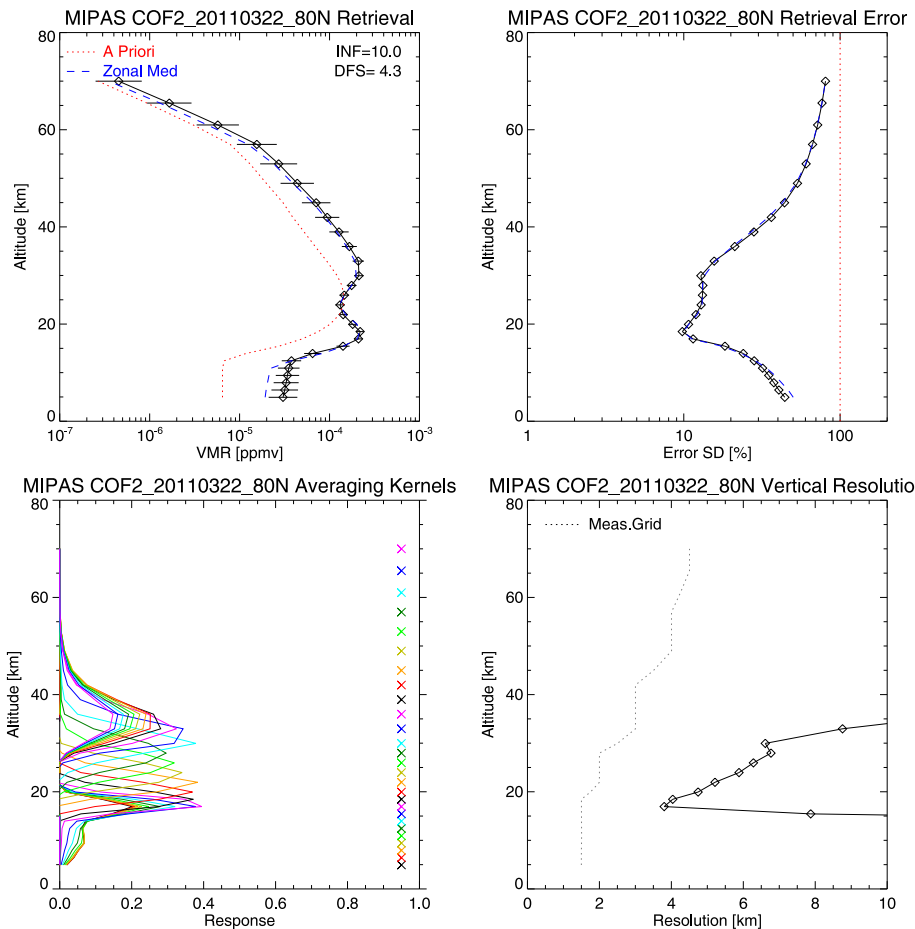 MIPAS COF2_20110322_80N Retrieval
80
60
40
20
0
Altitude [km]
A Priori
Zonal Med
INF=10.0
DFS= 4.3
10-7
10-6
10-5
10-4
10-3
VMR [ppmv]
MIPAS COF2_20110322_80N Retrieval Error
80
60
40
20
0
Altitude [km]
1
10
100
Error SD [%]
MIPAS COF2_20110322_80N Averaging Kernels
80
60
40
20
0
Altitude [km]
0.0
0.2
0.4
0.6
0.8
1.0
Response
MIPAS COF2_20110322_80N Vertical Resolutio
80
60
40
20
0
Altitude [km]
Meas.Grid
0
2
4
6
8
10
Resolution [km]